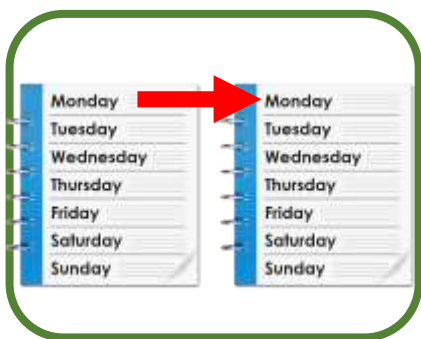 Monday
Tuesday
Wednesday
Thursday
Friday
Saturday
Sunday
Monday
Tuesday
Wednesday
Thursday
Friday
Saturday
Sunday